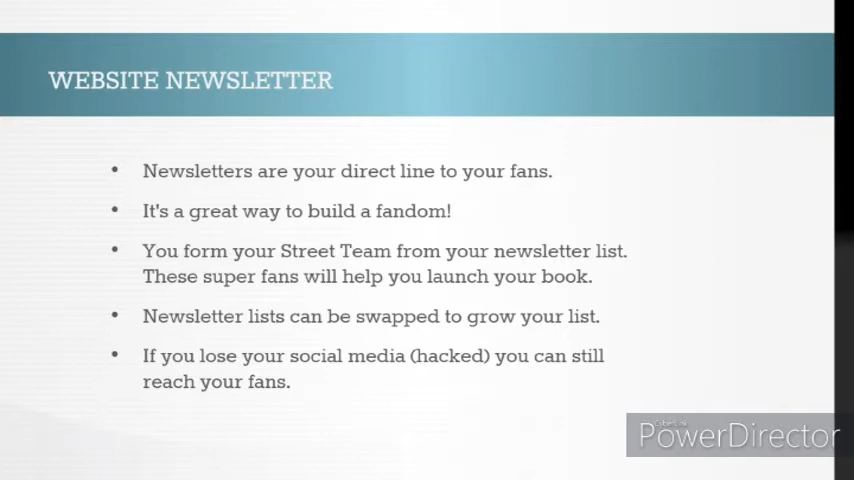 WEBSITE NEWSLETTER
• Newsletters are your direct line to your fans.
• It's a great way to build a fandom!
• You form your Street Team from your newsletter list.
These super fans will help you launch your book.
• Newsletter lists can be swapped to grow your list.
• If you lose your social media (hacked) you can still
reach your fans.
CyberLink
PowerDirector